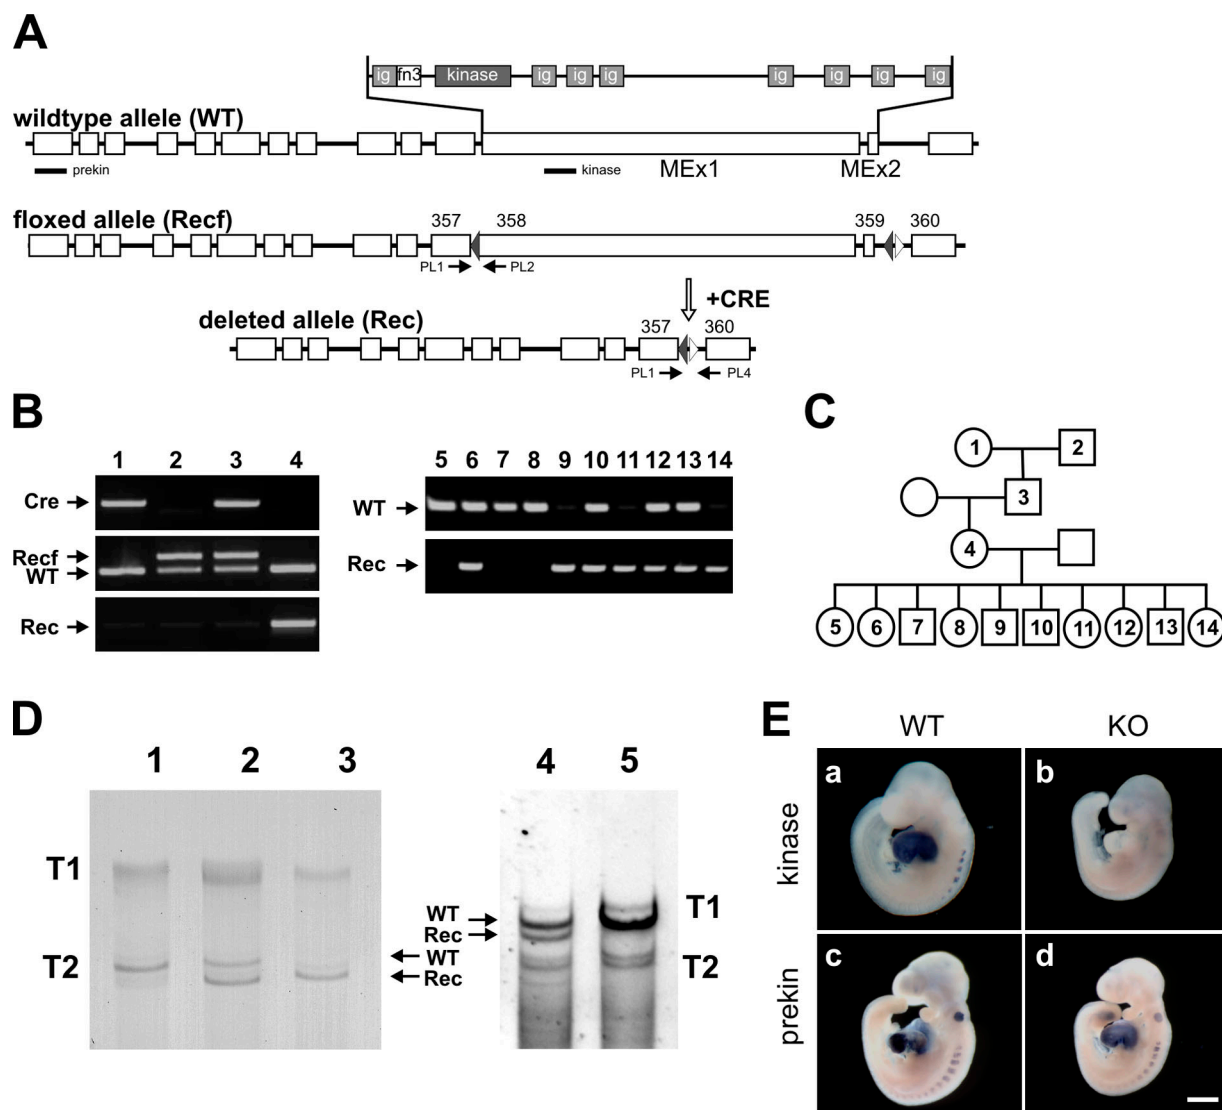 A
ig fn3 kinase ig ig ig ig ig ig ig
wildtype allele (WT)
prekin kinase MEx1 MEx2
floxed allele (Recf) 357 358 359 360
PL1 PL2
+CRE
deleted allele (Rec) 357 360
PL1 PL4
B
1 2 3 4
Cre
Recf
WT
Rec
5 6 7 8 9 10 11 12 13 14
WT
Rec
C
1 2
3
4
5 6 7 8 9 10 11 12 13 14
D
1 2 3
T1
T2
WT
Rec
4 5
WT
Rec
T1
T2
E
WT KO
kinase
a b
prekin
c d